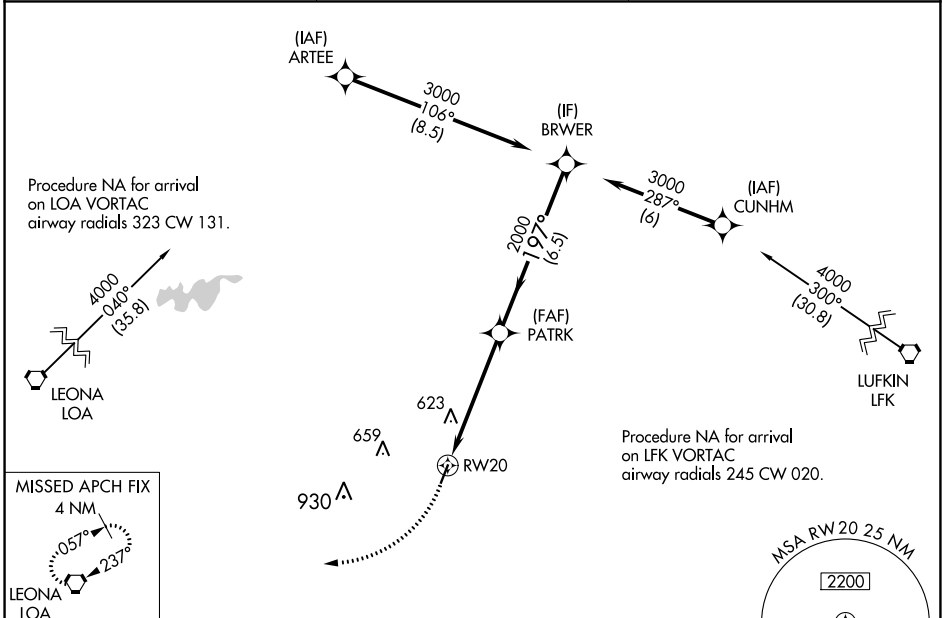 (IAF)
ARTEE
3000
106°
(8.5)
(IF)
BRWER
3000
287°
(6)
(IAF)
CUNHM
Procedure NA for arrival
on LOA VORTAC
airway radials 323 CW 131.
2000
197°
(6.5)
4000
040°
(35.8)
4000
300°
(30.8)
(FAF)
PATRK
LEONA
LOA
LUFKIN
LFK
623
659
RW20
930
Procedure NA for arrival
on LFK VORTAC
airway radials 245 CW 020.
MISSED APCH FIX
4 NM
057°
237°
LEONA
LOA
MSA RW 20 25 NM
2200